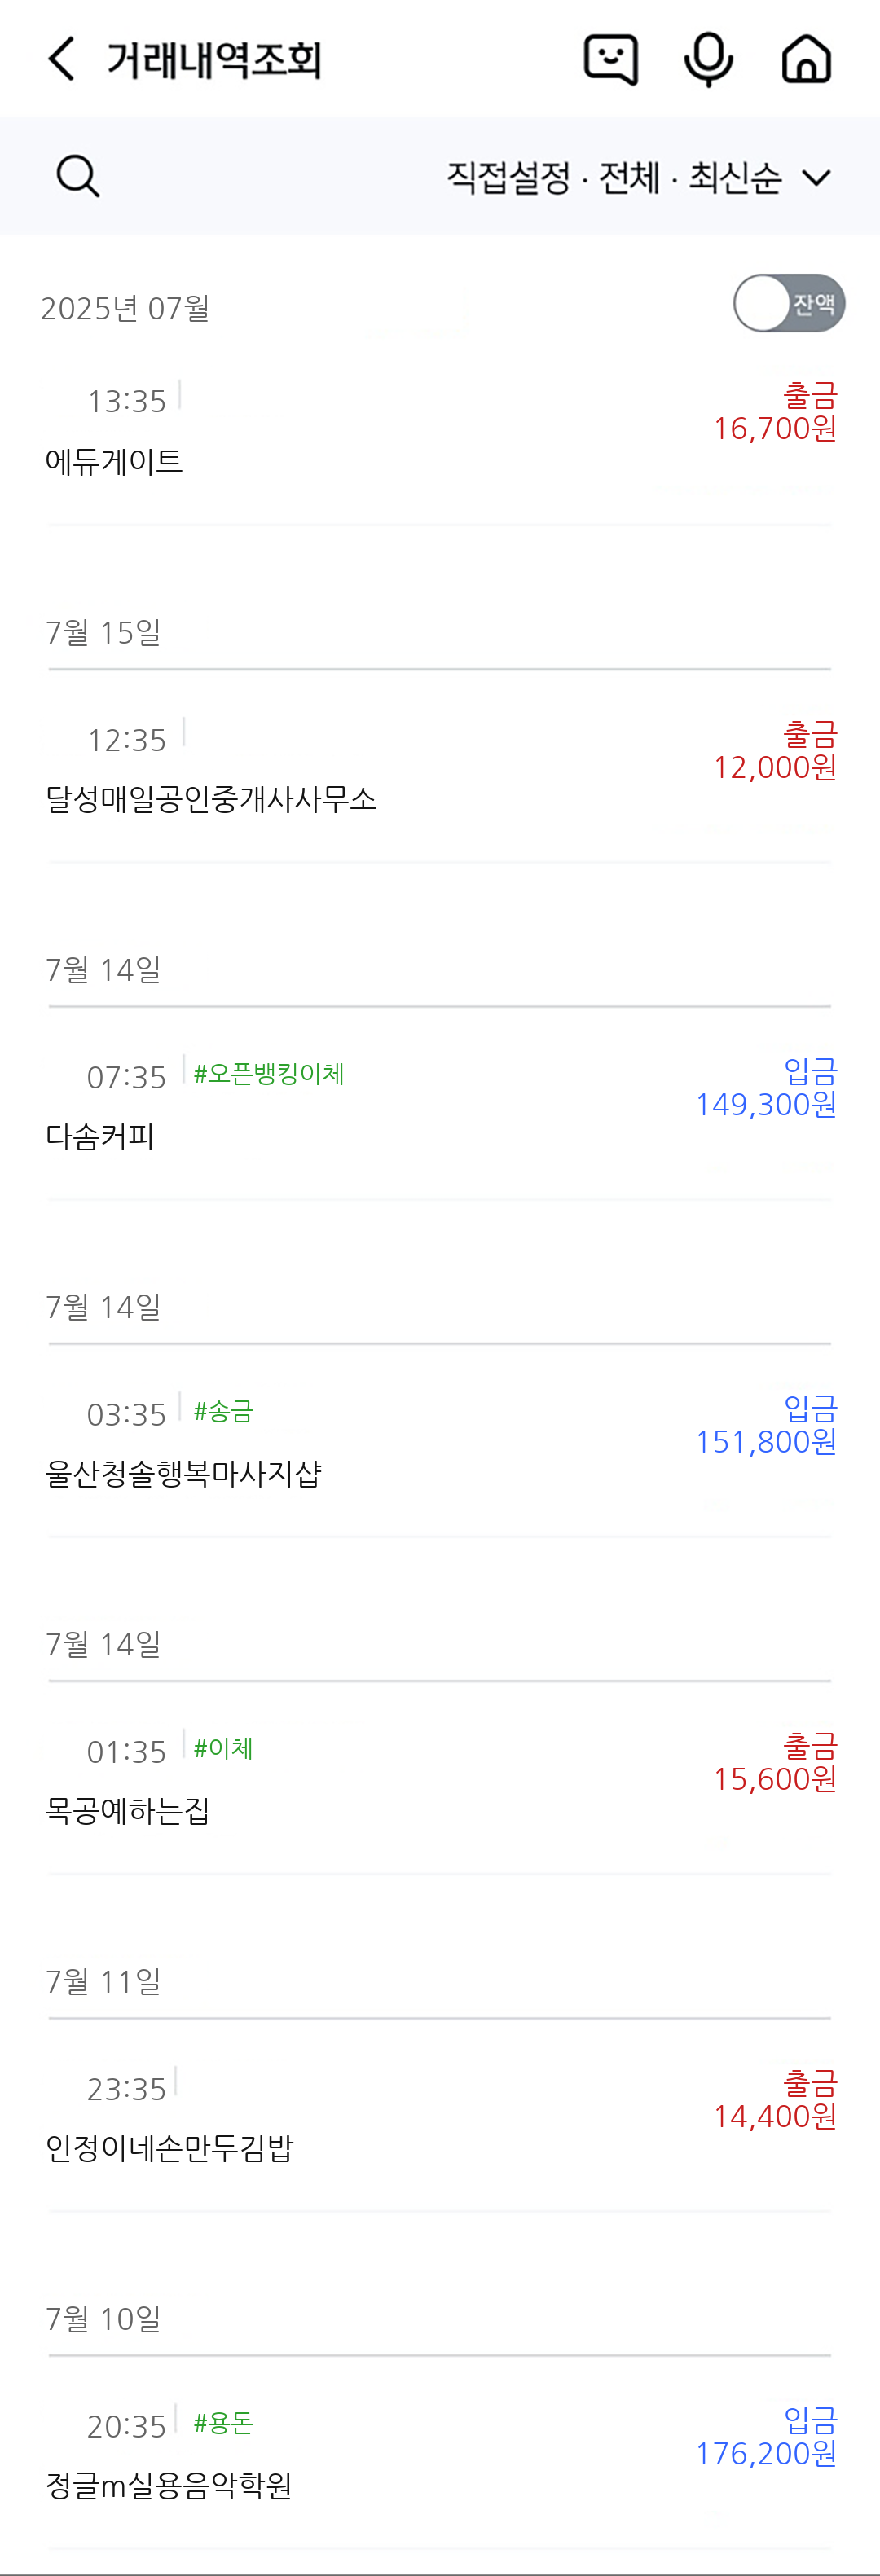 거래내역조회
직접설정 · 전체 · 최신순
2025년 07월
잔액
13:35
출금
16,700원
에듀게이트
7월 15일
12:35
출금
12,000원
달성매일공인중개사사무소
7월 14일
07:35 #오픈뱅킹이체
입금
149,300원
다솜커피
7월 14일
03:35 #송금
입금
151,800원
울산청솔행복마사지샵
7월 14일
01:35 #이체
출금
15,600원
목공예하는집
7월 11일
23:35
출금
14,400원
인정이네손만두김밥
7월 10일
20:35 #용돈
입금
176,200원
정글m실용음악학원